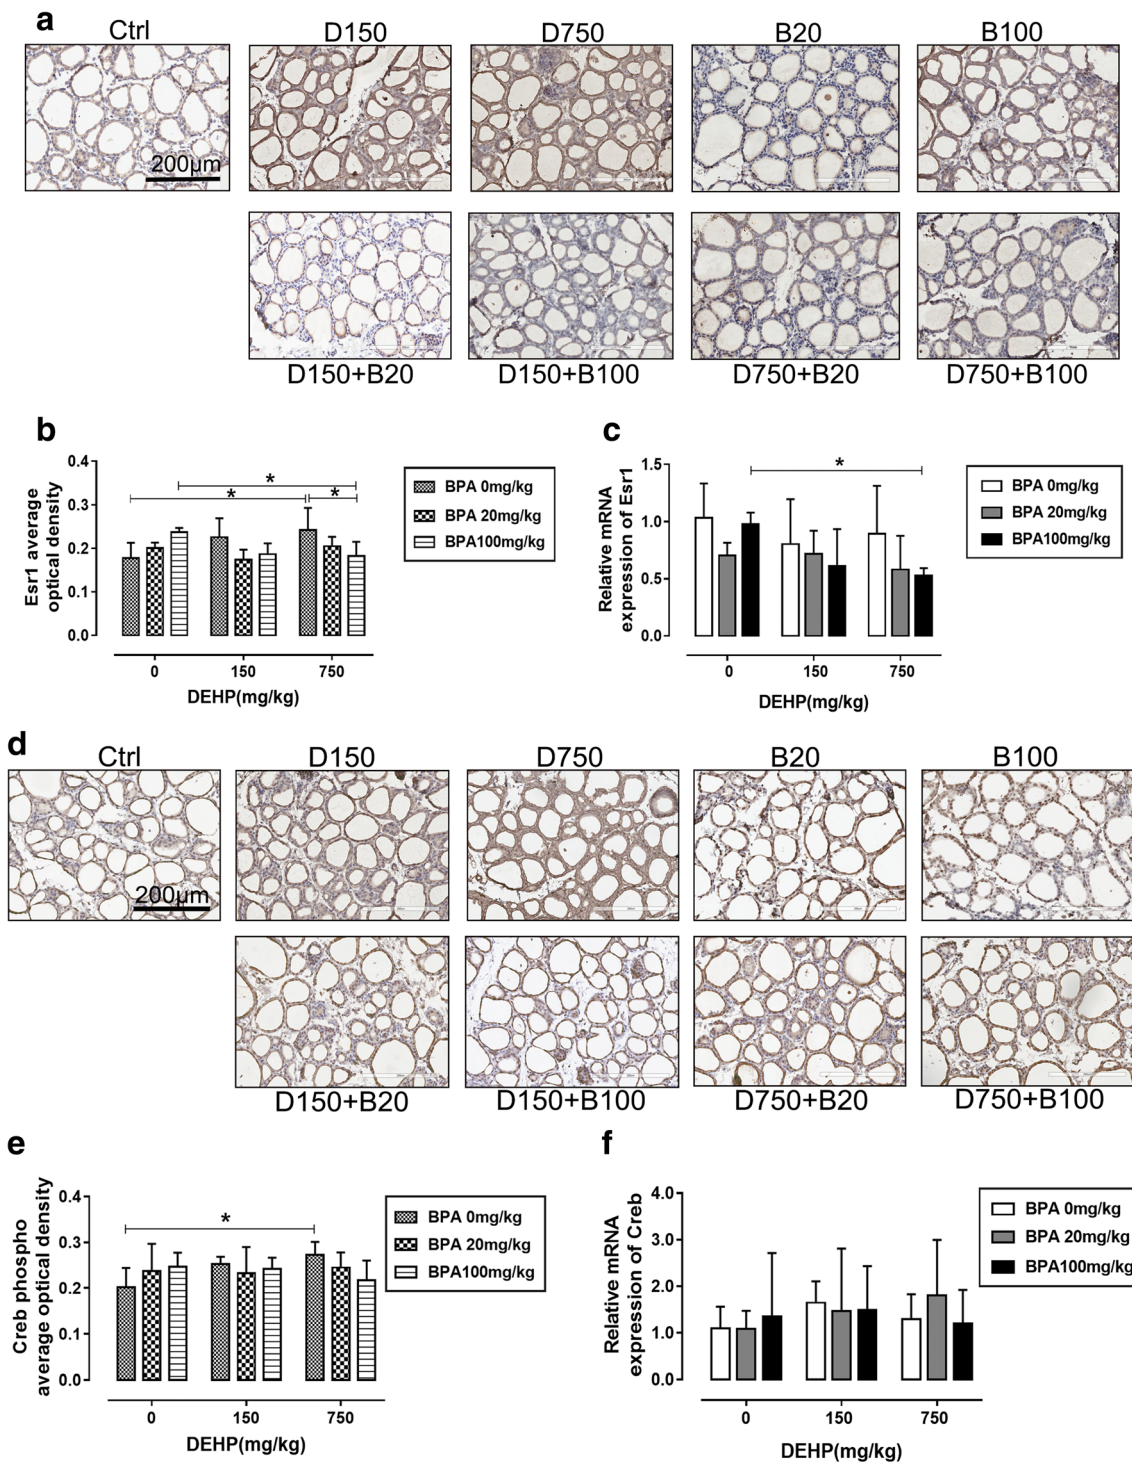 a
Ctrl D150 D750 B20 B100
200μm
D150+B20 D150+B100 D750+B20 D750+B100
b
0.4
0.3
0.2
0.1
0.0
Esr1 average
optical density
* * *
0 150 750
DEHP(mg/kg)
BPA 0mg/kg
BPA 20mg/kg
BPA100mg/kg
c
1.5
1.0
0.5
0.0
Relative mRNA
expression of Esr1
*
0 150 750
DEHP(mg/kg)
BPA 0mg/kg
BPA 20mg/kg
BPA100mg/kg
d
Ctrl D150 D750 B20 B100
200μm
D150+B20 D150+B100 D750+B20 D750+B100
e
0.4
0.3
0.2
0.1
0.0
Creb phospho
average optical density
*
0 150 750
DEHP(mg/kg)
BPA 0mg/kg
BPA 20mg/kg
BPA100mg/kg
f
4.0
3.0
2.0
1.0
0.0
Relative mRNA
expression of Creb
0 150 750
DEHP(mg/kg)
BPA 0mg/kg
BPA 20mg/kg
BPA100mg/kg